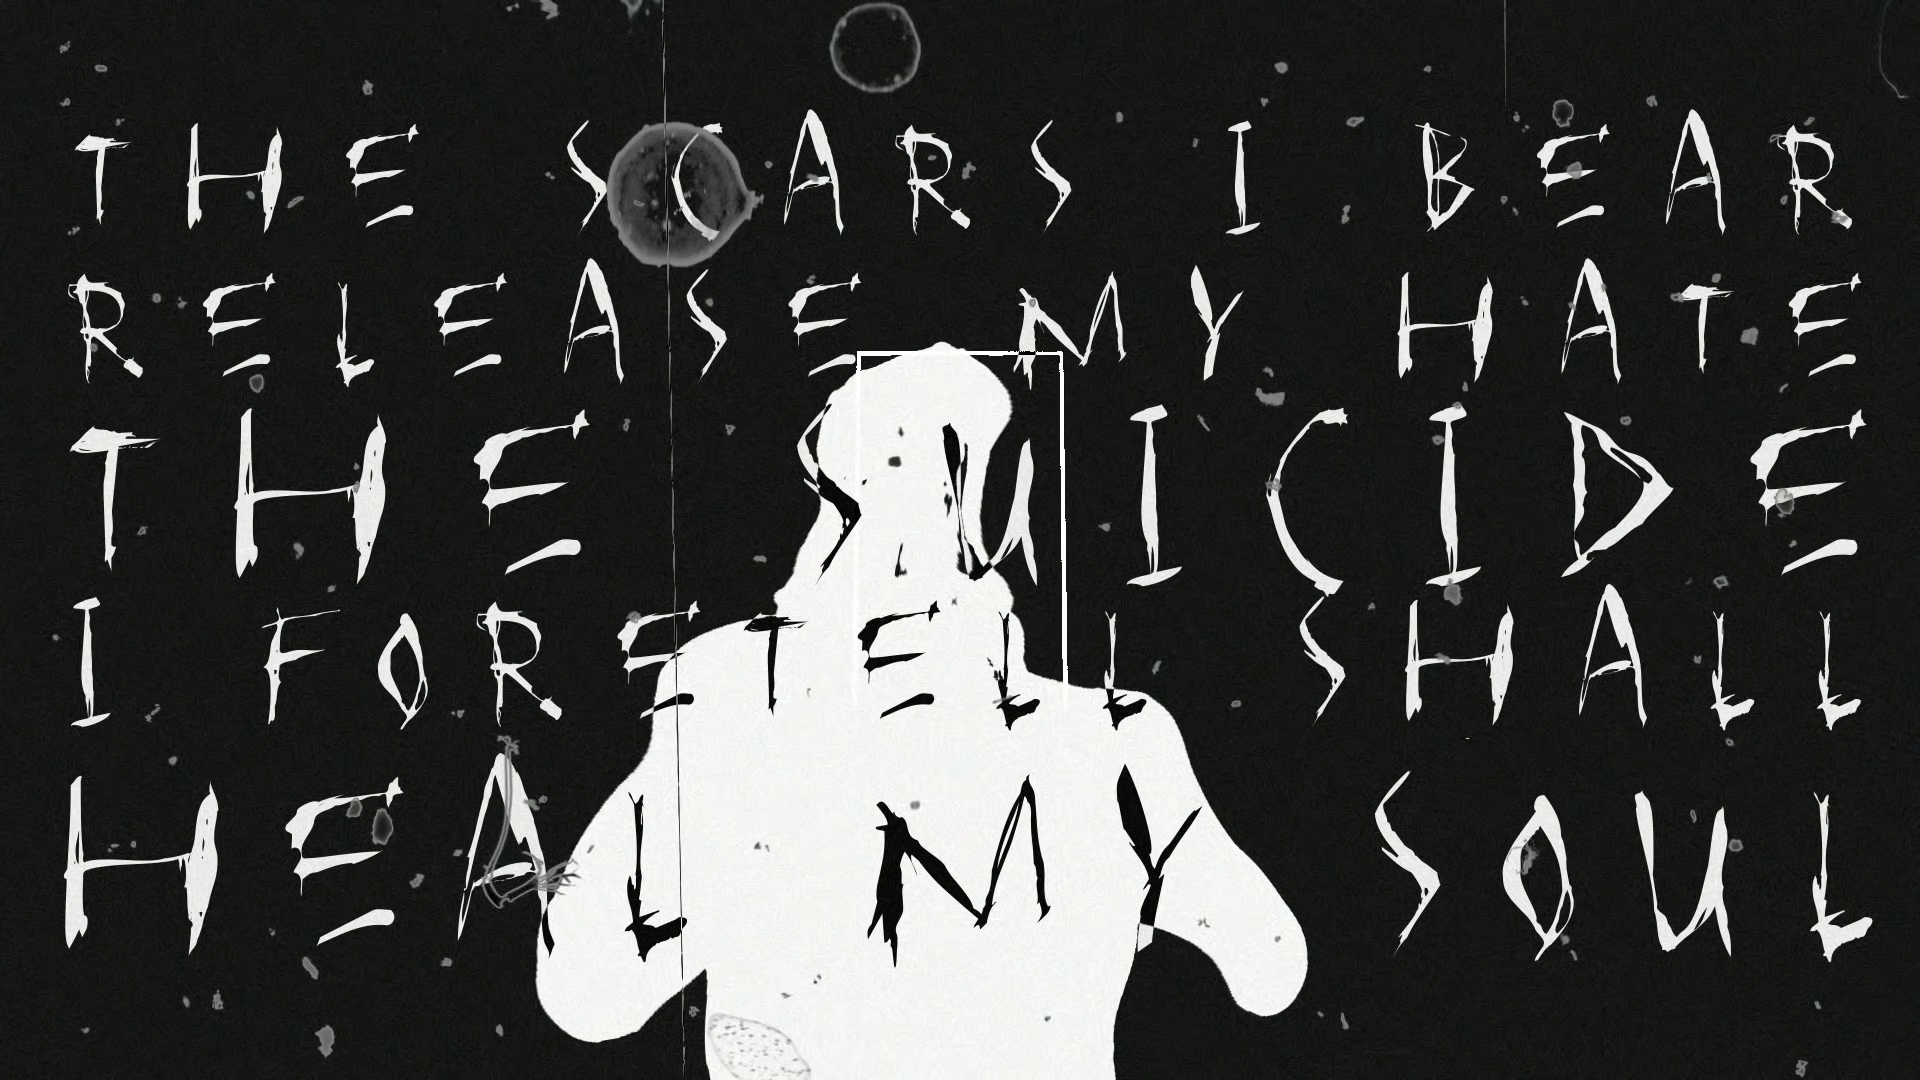 THE SCARS I BEAR
RELEASE MY HATE
THE SUICIDE
I FORETELL SHALL
HEAL MY SOUL